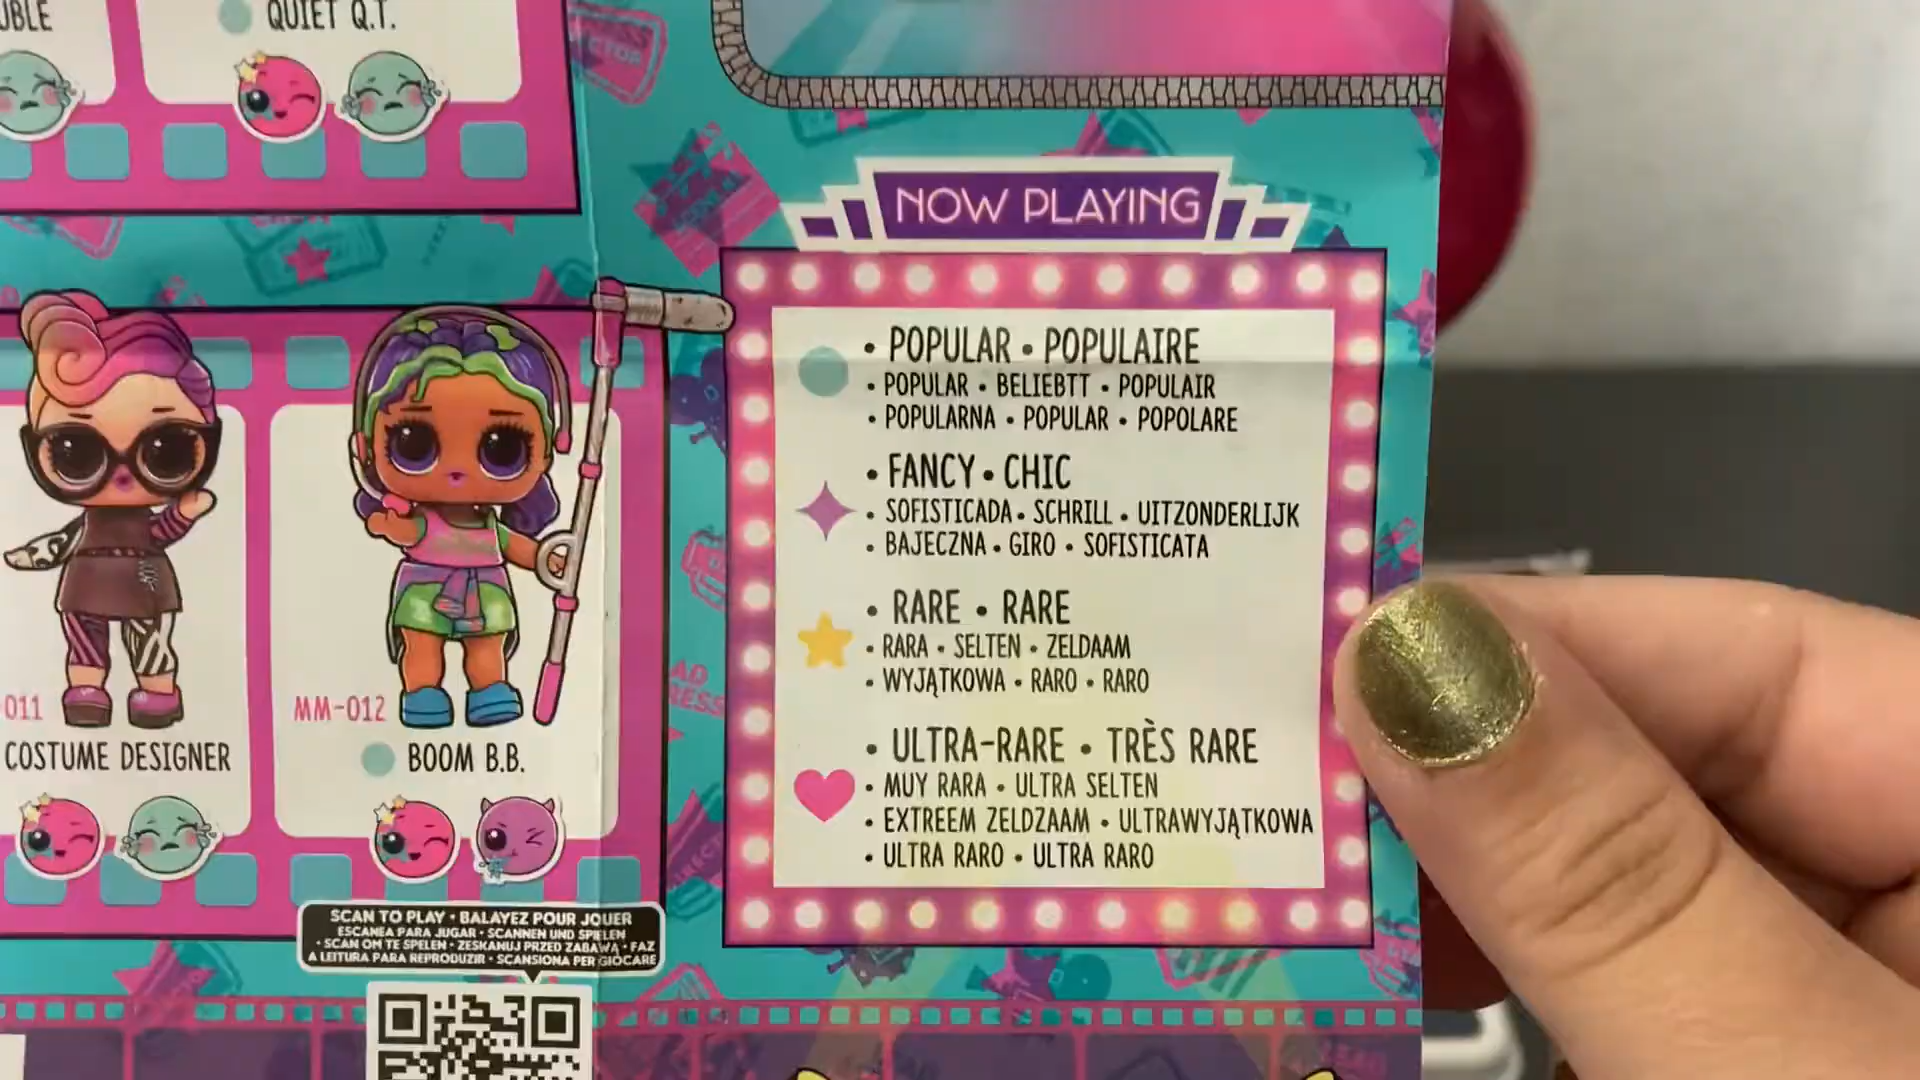 QUIET Q.T.
NOW PLAYING
• POPULAR • POPULAIRE
• POPULAR • BELIEBTT • POPULAIR
• POPULARNA • POPULAR • POPOLARE
• FANCY • CHIC
• SOFISTICADA • SCHRILL • UITZONDERLIJK
• BAJECZNA • GIRO • SOFISTICATA
• RARE • RARE
• RARA • SELTEN • ZELDAAM
• WYJĄTKOWA • RARO • RARO
• ULTRA-RARE • TRÈS RARE
• MUY RARA • ULTRA SELTEN
• EXTREEM ZELDZAAM • ULTRAWYJĄTKOWA
• ULTRA RARO • ULTRA RARO
011
COSTUME DESIGNER
MM-012
BOOM B.B.
SCAN TO PLAY • BALAYEZ POUR JOUER
ESCANEA PARA JUGAR • SCANNEN UND SPIELEN
• SCAN OM TE SPELEN • ZESKANUJ PRZED ZABAWĄ • FAZ
A LEITURA PARA REPRODUZIR • SCANSIONA PER GIOCARE